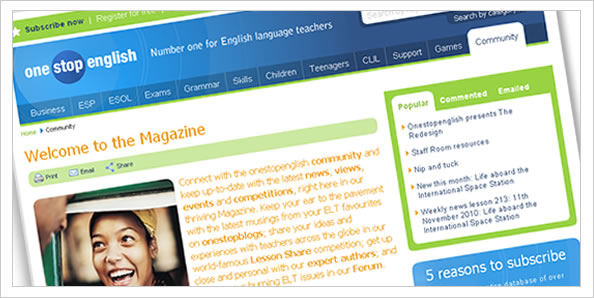 Subscribe now | Register for free
Search by category
one stop english
Number one for English language teachers
Business ESP ESOL Exams Grammar Skills Children Teenagers CLIL Support Games Community
Home Community
Welcome to the Magazine
Print Email Share
Connect with the onestopenglish community and
keep up-to-date with the latest news, views,
events and competitions, right here in our
thriving Magazine. Keep your ear to the pavement
with the latest musings from your ELT favourites
on onestopblogs; share your ideas and
experiences with teachers across the globe in our
world-famous Lesson Share competition; get up
close and personal with our expert authors; and
burning ELT issues in our Forum.
Popular Commented Emailed
Onestopenglish presents The
Redesign
Staff Room resources
Nip and tuck
New this month: Life aboard the
International Space Station
Weekly news lesson 213: 11th
November 2010: Life aboard the
International Space Station
5 reasons to subscribe
database of over